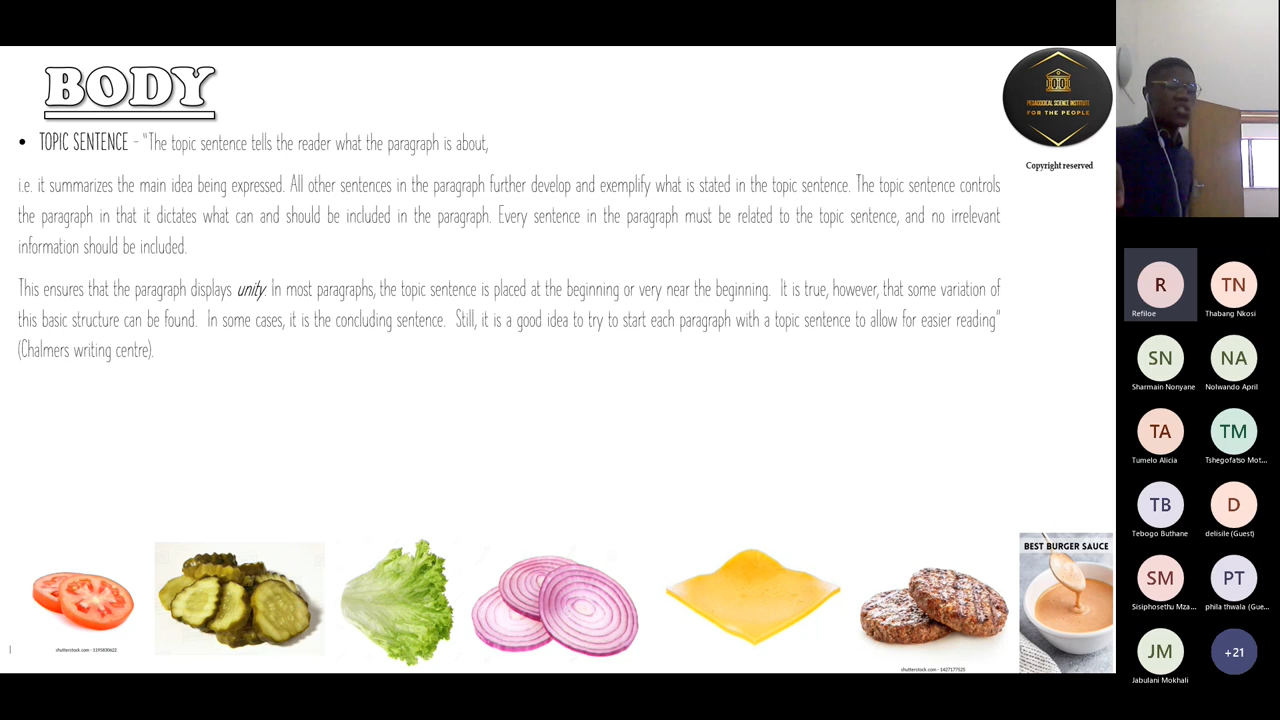 BODY
• TOPIC SENTENCE - "The topic sentence tells the reader what the paragraph is about,
i.e. it summarizes the main idea being expressed. All other sentences in the paragraph further develop and exemplify what is stated in the topic sentence. The topic sentence controls
the paragraph in that it dictates what can and should be included in the paragraph. Every sentence in the paragraph must be related to the topic sentence, and no irrelevant
information should be included.
This ensures that the paragraph displays unity. In most paragraphs, the topic sentence is placed at the beginning or very near the beginning. It is true, however, that some variation of
this basic structure can be found. In some cases, it is the concluding sentence. Still, it is a good idea to try to start each paragraph with a topic sentence to allow for easier reading"
(Chalmers writing centre).
PEDAGOGICAL SCIENCE INSTITUTE
FOR THE PEOPLE
Copyright reserved
shutterstock.com · 1195830622
shutterstock.com · 1427177525
BEST BURGER SAUCE
R
Refiloe
TN
Thabang Nkosi
SN
Sharmain Nonyane
NA
Nolwando April
TA
Tumelo Alicia
TM
Tshegofatso Mot...
TB
Tebogo Buthane
D
delisile (Guest)
SM
Sisiphosethu Mza...
PT
phila thwala (Gue...
JM
Jabulani Mokhali
+21